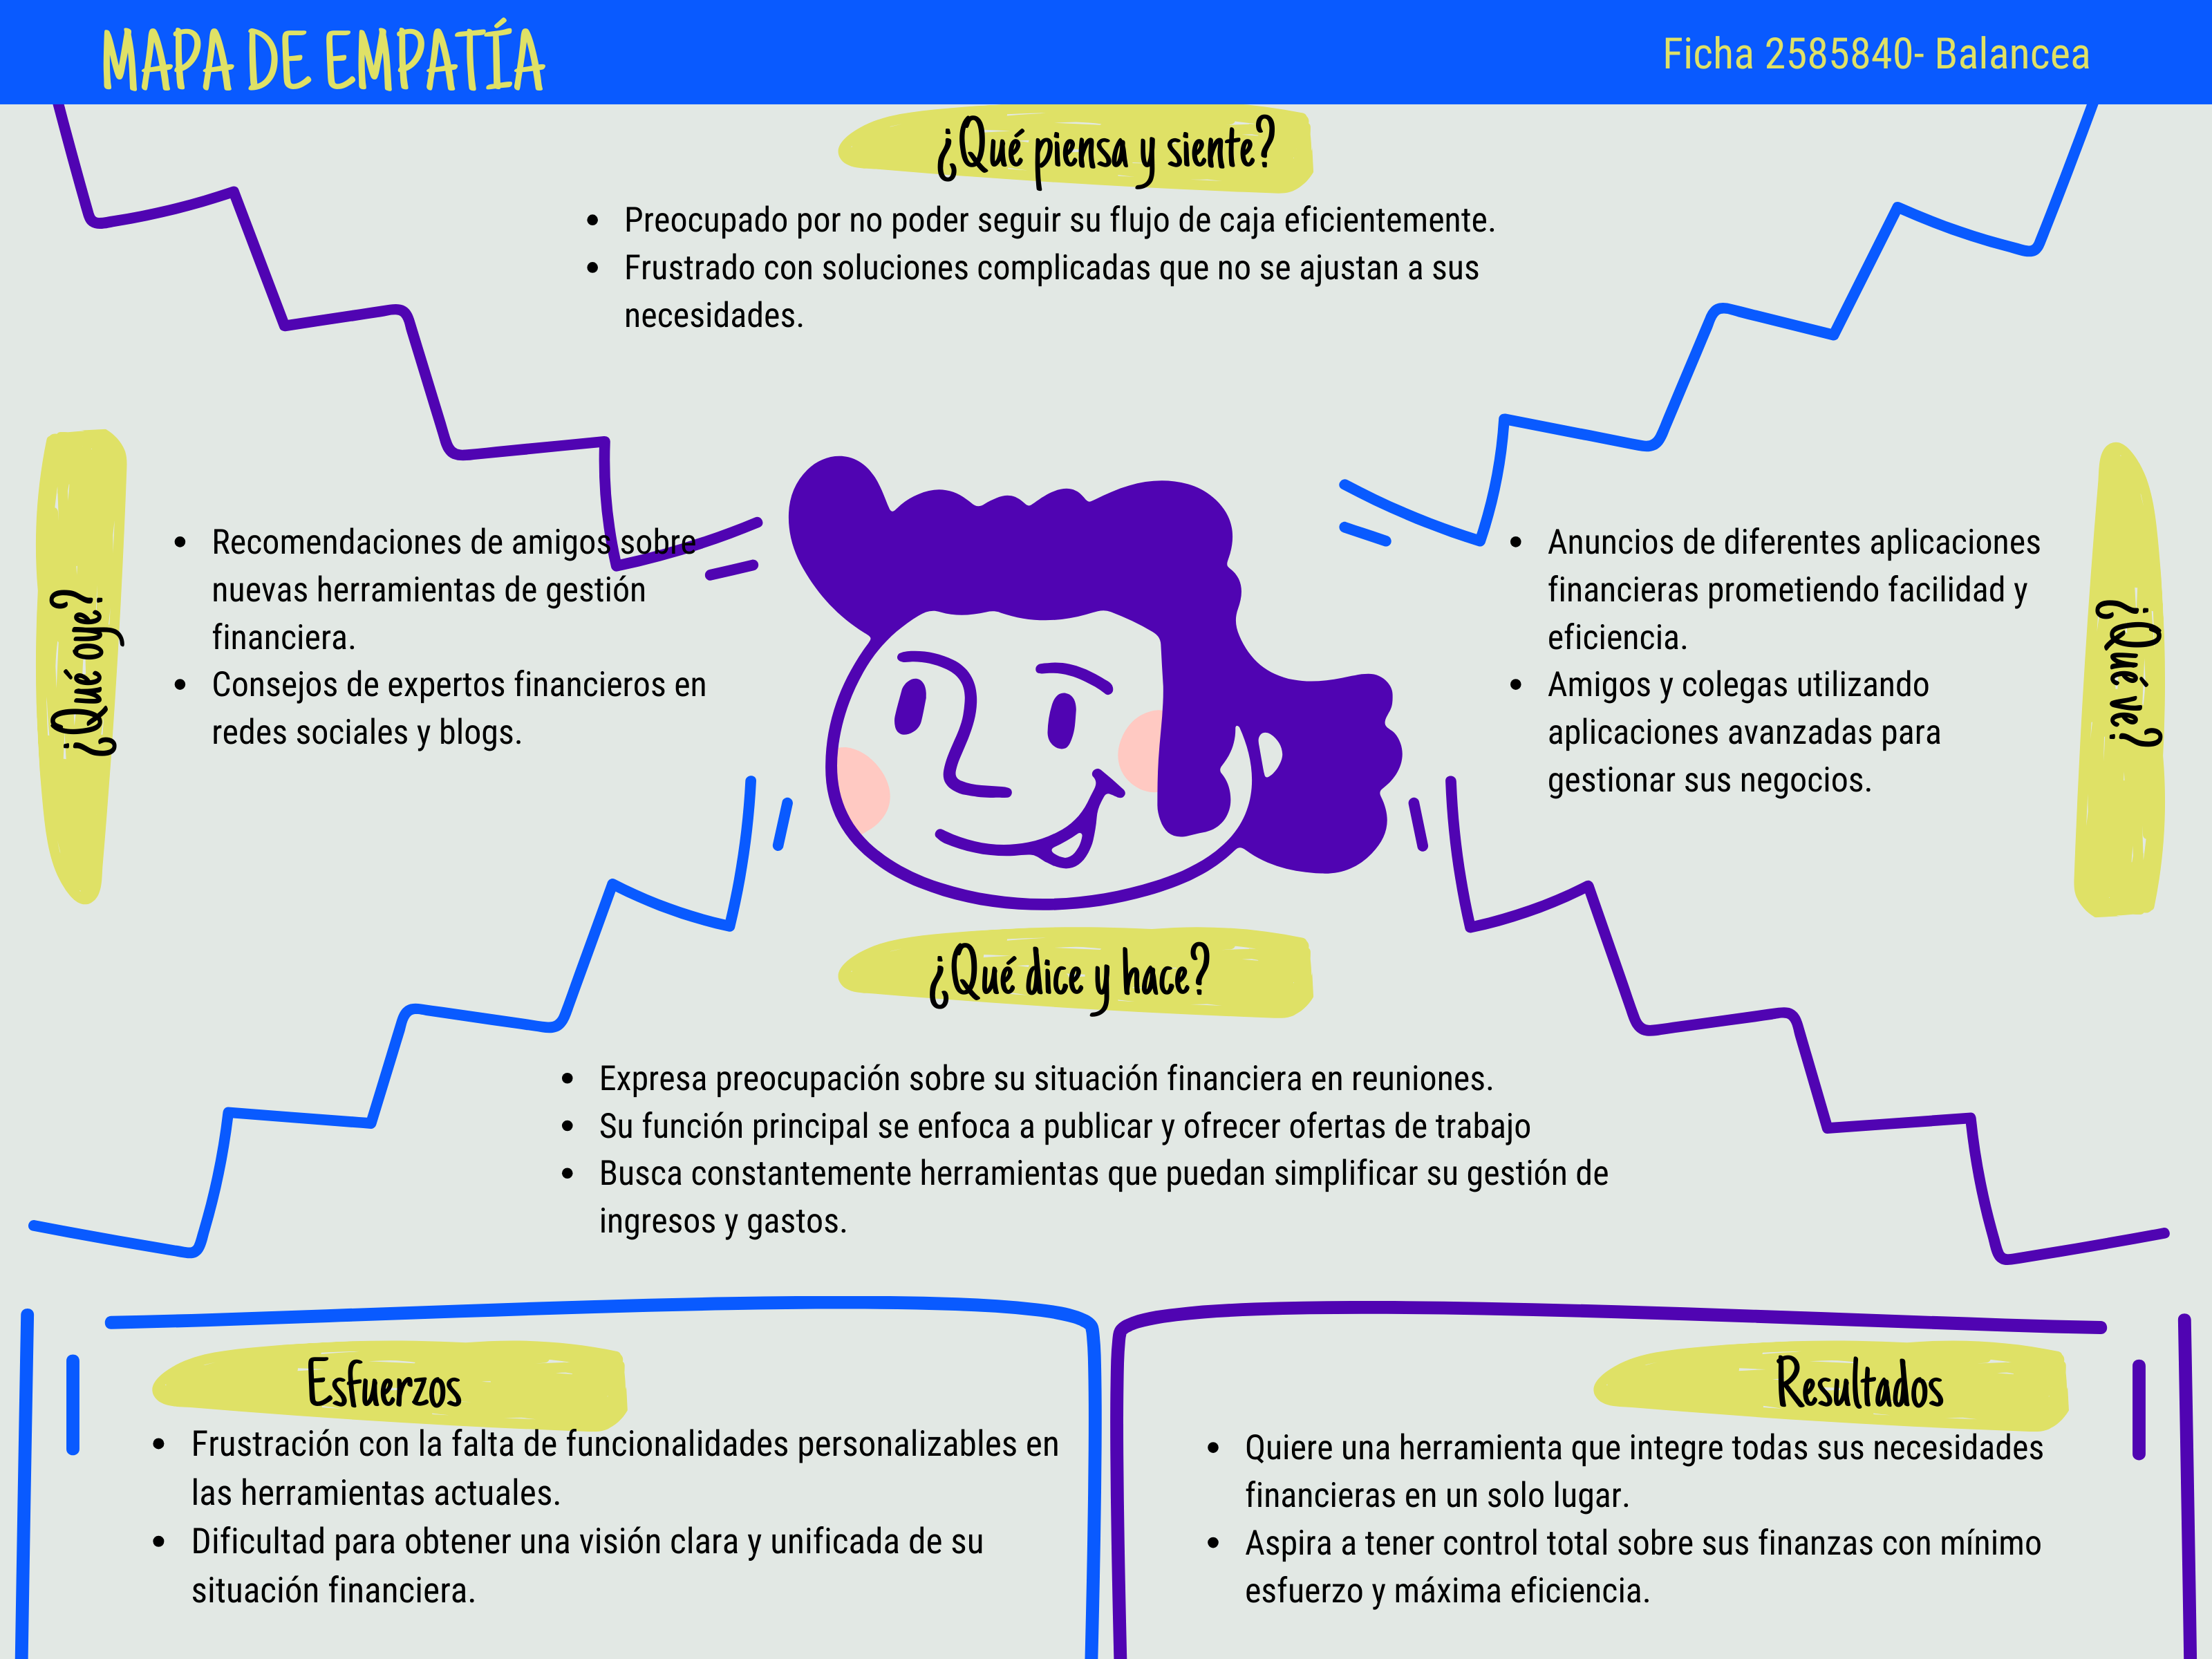 MAPA DE EMPATÍA
Ficha 2585840- Balancea
¿Qué piensa y siente?
• Preocupado por no poder seguir su flujo de caja eficientemente.
• Frustrado con soluciones complicadas que no se ajustan a sus
necesidades.
¿Qué oye?
• Recomendaciones de amigos sobre
nuevas herramientas de gestión
financiera.
• Consejos de expertos financieros en
redes sociales y blogs.
• Anuncios de diferentes aplicaciones
financieras prometiendo facilidad y
eficiencia.
• Amigos y colegas utilizando
aplicaciones avanzadas para
gestionar sus negocios.
¿Qué ve?
¿Qué dice y hace?
• Expresa preocupación sobre su situación financiera en reuniones.
• Su función principal se enfoca a publicar y ofrecer ofertas de trabajo
• Busca constantemente herramientas que puedan simplificar su gestión de
ingresos y gastos.
Esfuerzos
• Frustración con la falta de funcionalidades personalizables en
las herramientas actuales.
• Dificultad para obtener una visión clara y unificada de su
situación financiera.
Resultados
• Quiere una herramienta que integre todas sus necesidades
financieras en un solo lugar.
• Aspira a tener control total sobre sus finanzas con mínimo
esfuerzo y máxima eficiencia.